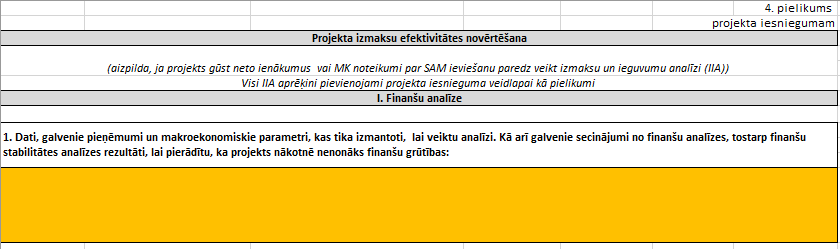 4. pielikums
projekta iesniegumam
Projekta izmaksu efektivitātes novērtēšana
(aizpilda, ja projekts gūst neto ienākumus vai MK noteikumi par SAM ieviešanu paredz veikt izmaksu un ieguvumu analīzi (IIA))
Visi IIA aprēķini pievienojami projekta iesnieguma veidlapai kā pielikumi
I. Finanšu analīze
1. Dati, galvenie pieņēmumi un makroekonomiskie parametri, kas tika izmantoti, lai veiktu analīzi. Kā arī galvenie secinājumi no finanšu analīzes, tostarp finanšu
stabilitātes analīzes rezultāti, lai pierādītu, ka projekts nākotnē nenonāks finanšu grūtībās: